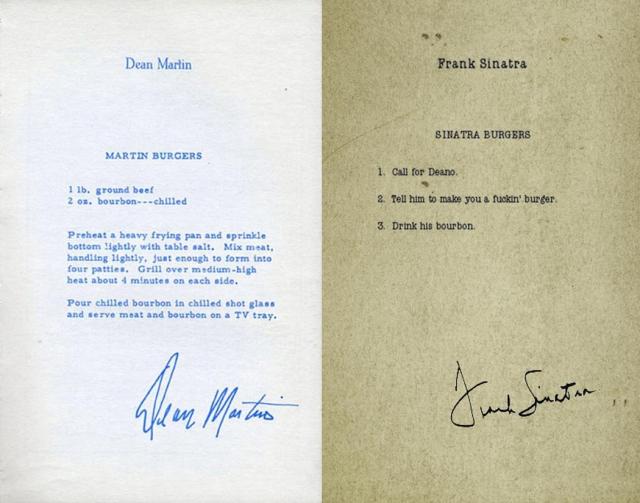 Dean Martin
MARTIN BURGERS
1 lb. ground beef
2 oz. bourbon---chilled
Preheat a heavy frying pan and sprinkle
bottom lightly with table salt. Mix meat,
handling lightly, just enough to form into
four patties. Grill over medium-high
heat about 4 minutes on each side.
Pour chilled bourbon in chilled shot glass
and serve meat and bourbon on a TV tray.
Dean Martin
Frank Sinatra
SINATRA BURGERS
1. Call for Deano.
2. Tell him to make you a fuckin' burger.
3. Drink his bourbon.
Frank Sinatra